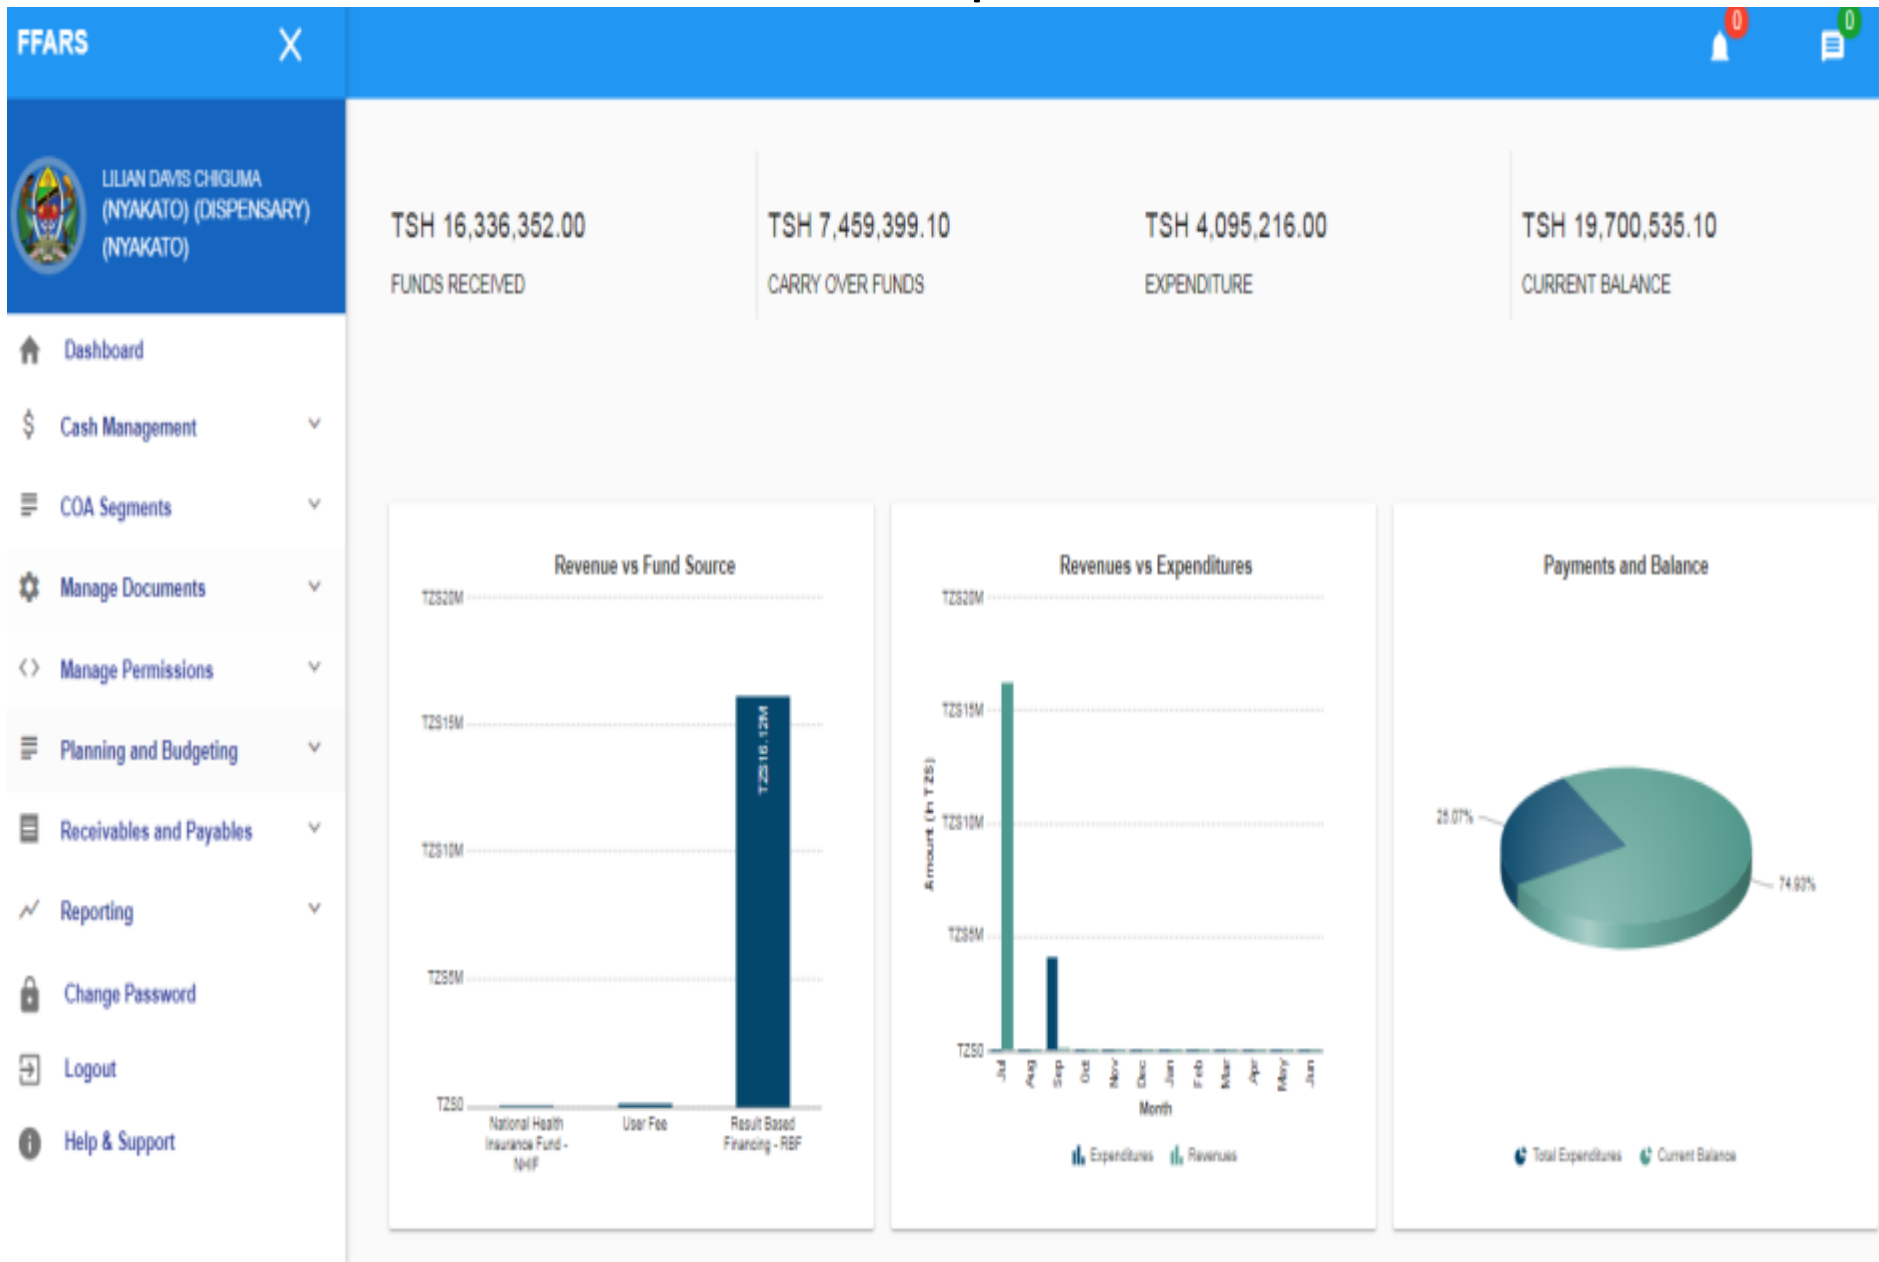 FFARS X
0
0
LILIAN DAVIS CHIGUMA
(NYAKATO) (DISPENSARY)
(NYAKATO)
TSH 16,336,352.00
FUNDS RECEIVED
TSH 7,459,399.10
CARRY OVER FUNDS
TSH 4,095,216.00
EXPENDITURE
TSH 19,700,535.10
CURRENT BALANCE
Dashboard
Cash Management
COA Segments
Manage Documents
Manage Permissions
Planning and Budgeting
Receivables and Payables
Reporting
Change Password
Logout
Help & Support
Revenue vs Fund Source
TZS20M
TZS15M
TZS10M
TZS5M
TZS0
TZS16.12M
National Health
Insurance Fund -
NHIF
User Fee
Result Based
Financing - RBF
Revenues vs Expenditures
Amount (in TZS)
TZS20M
TZS15M
TZS10M
TZS5M
TZS0
Jul
Aug
Sep
Oct
Nov
Dec
Jan
Feb
Mar
Apr
May
Jun
Month
Expenditures Revenues
Payments and Balance
25.07%
74.93%
Total Expenditures Current Balance